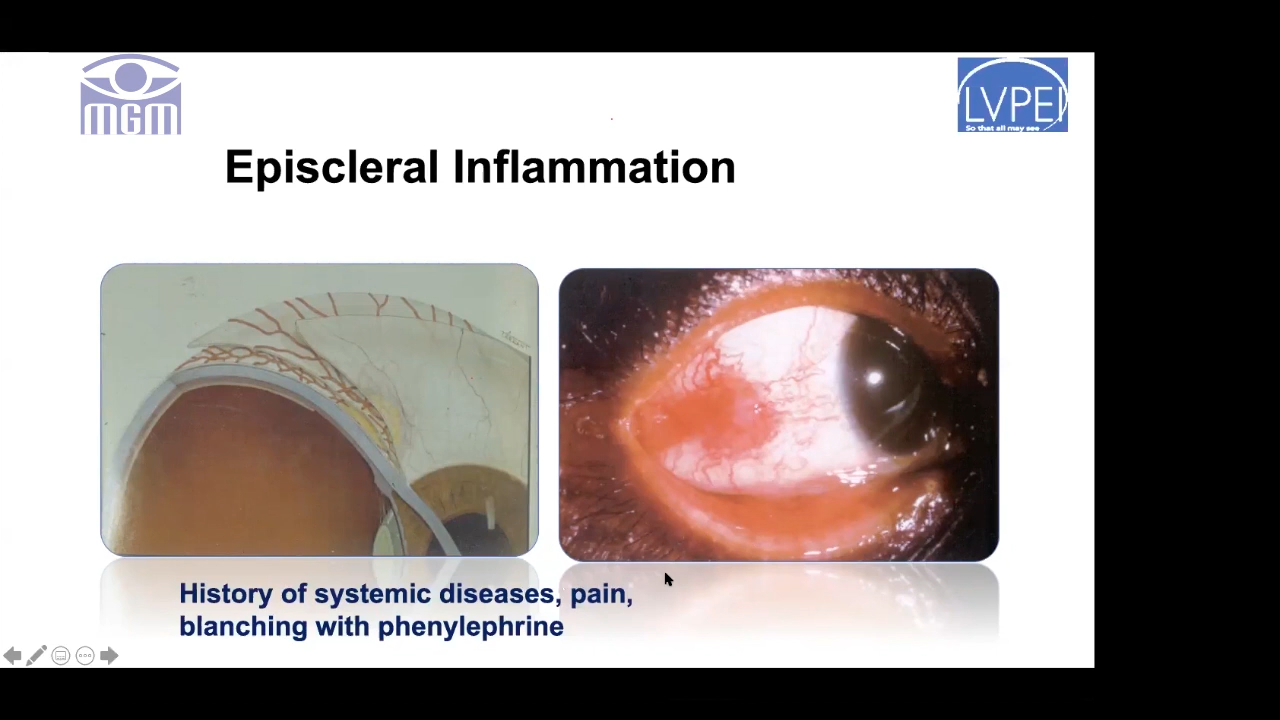 MGM
LVPEI
So that all may see
Episcleral Inflammation
History of systemic diseases, pain,
blanching with phenylephrine